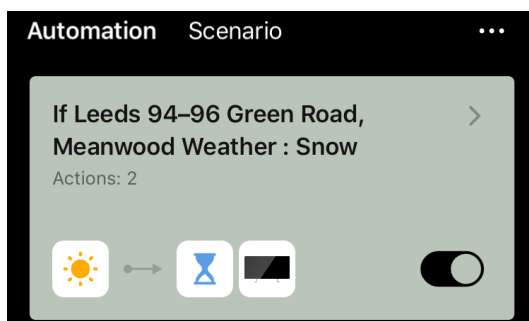 Automation Scenario
If Leeds 94–96 Green Road,
Meanwood Weather : Snow
Actions: 2